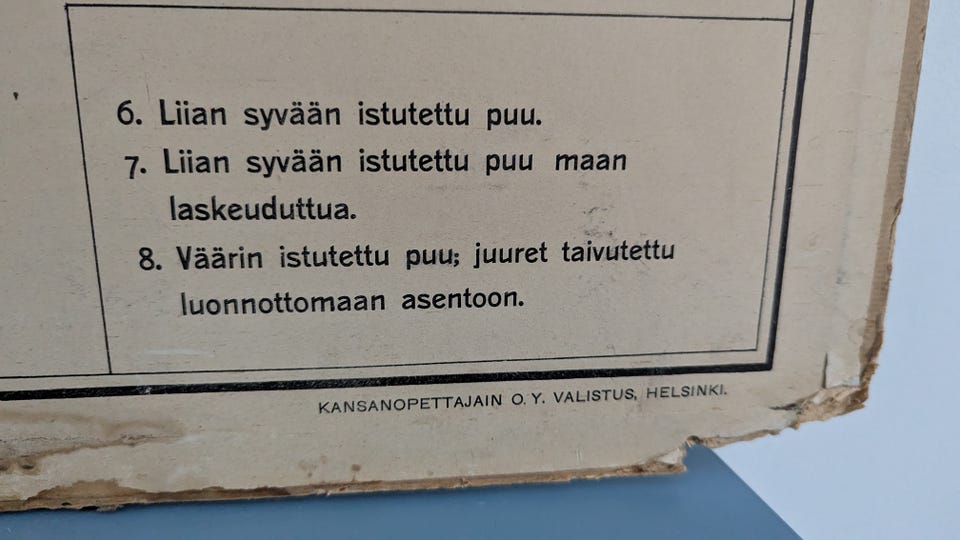 6. Liian syvään istutettu puu.
7. Liian syvään istutettu puu maan
laskeuduttua.
8. Väärin istutettu puu; juuret taivutettu
luonnottomaan asentoon.
KANSANOPETTAJAIN O. Y. VALISTUS, HELSINKI.